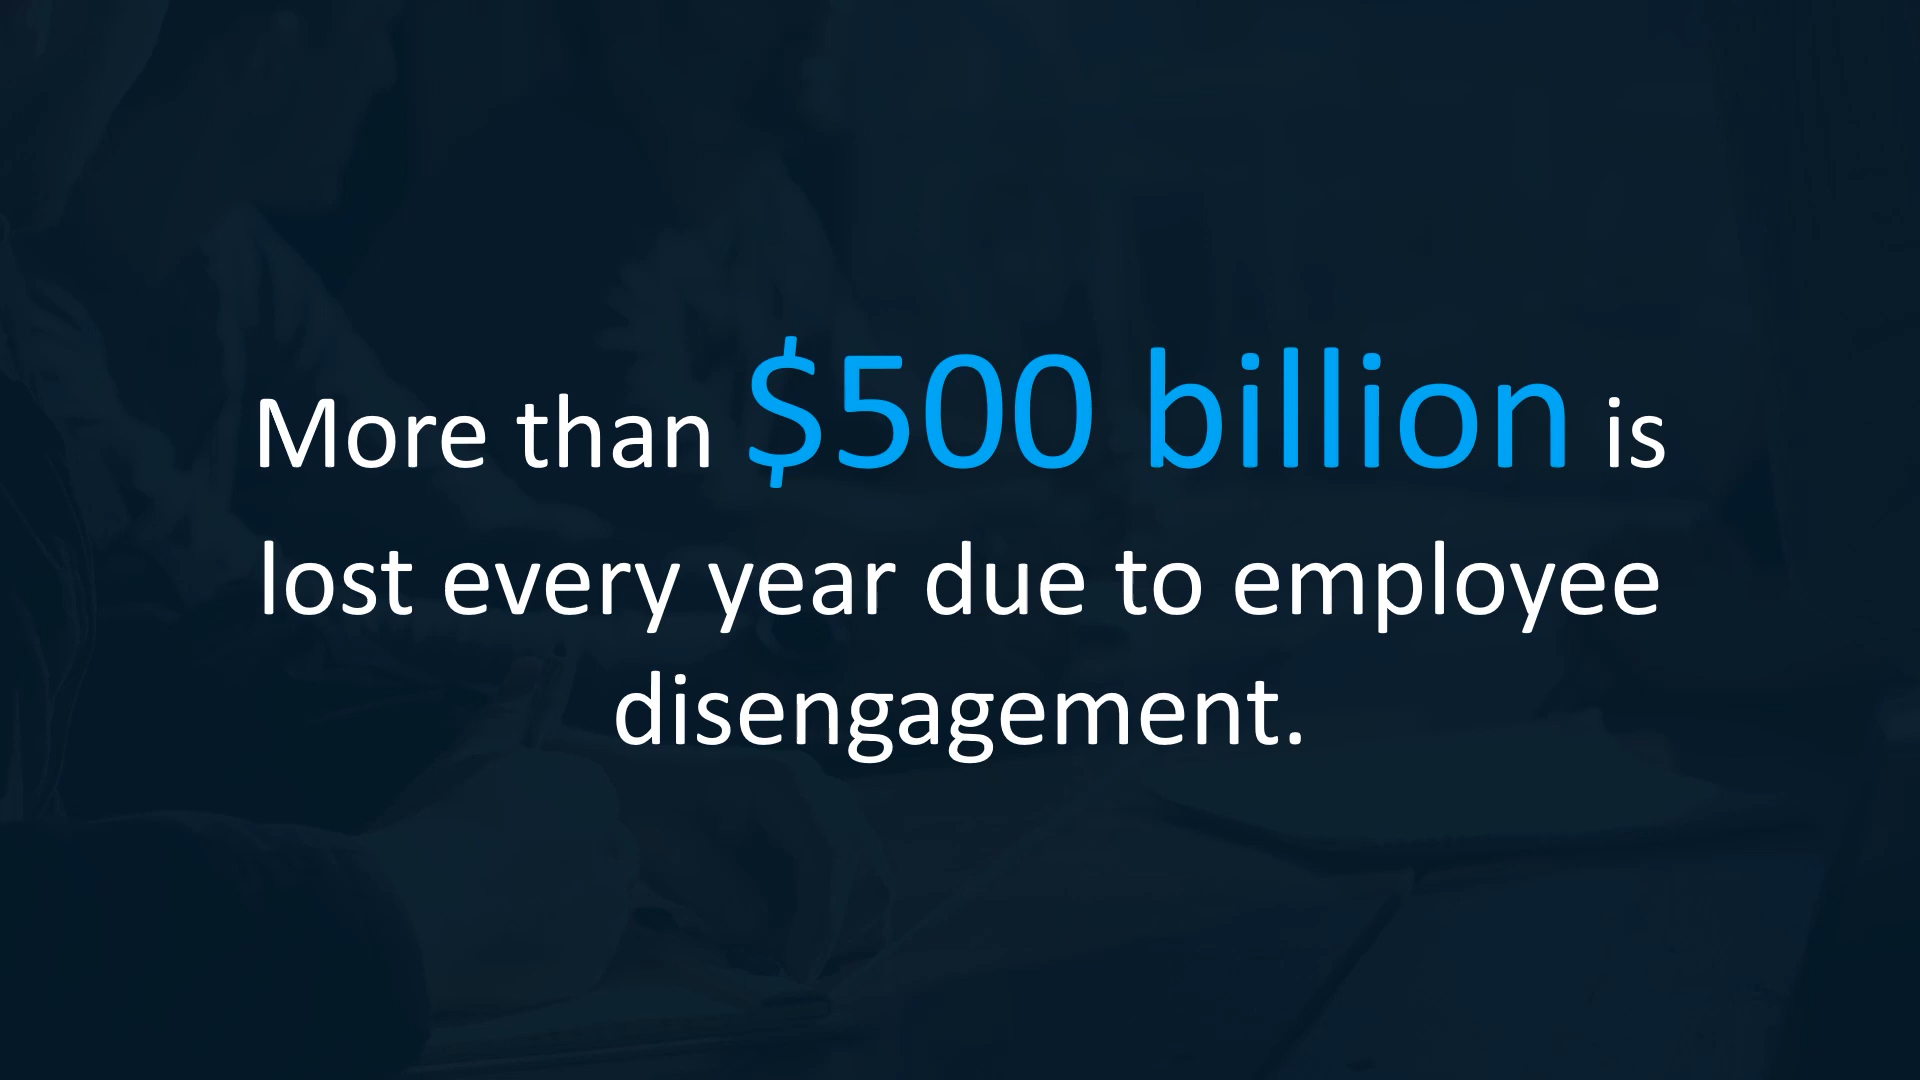 More than $500 billion is
lost every year due to employee
disengagement.